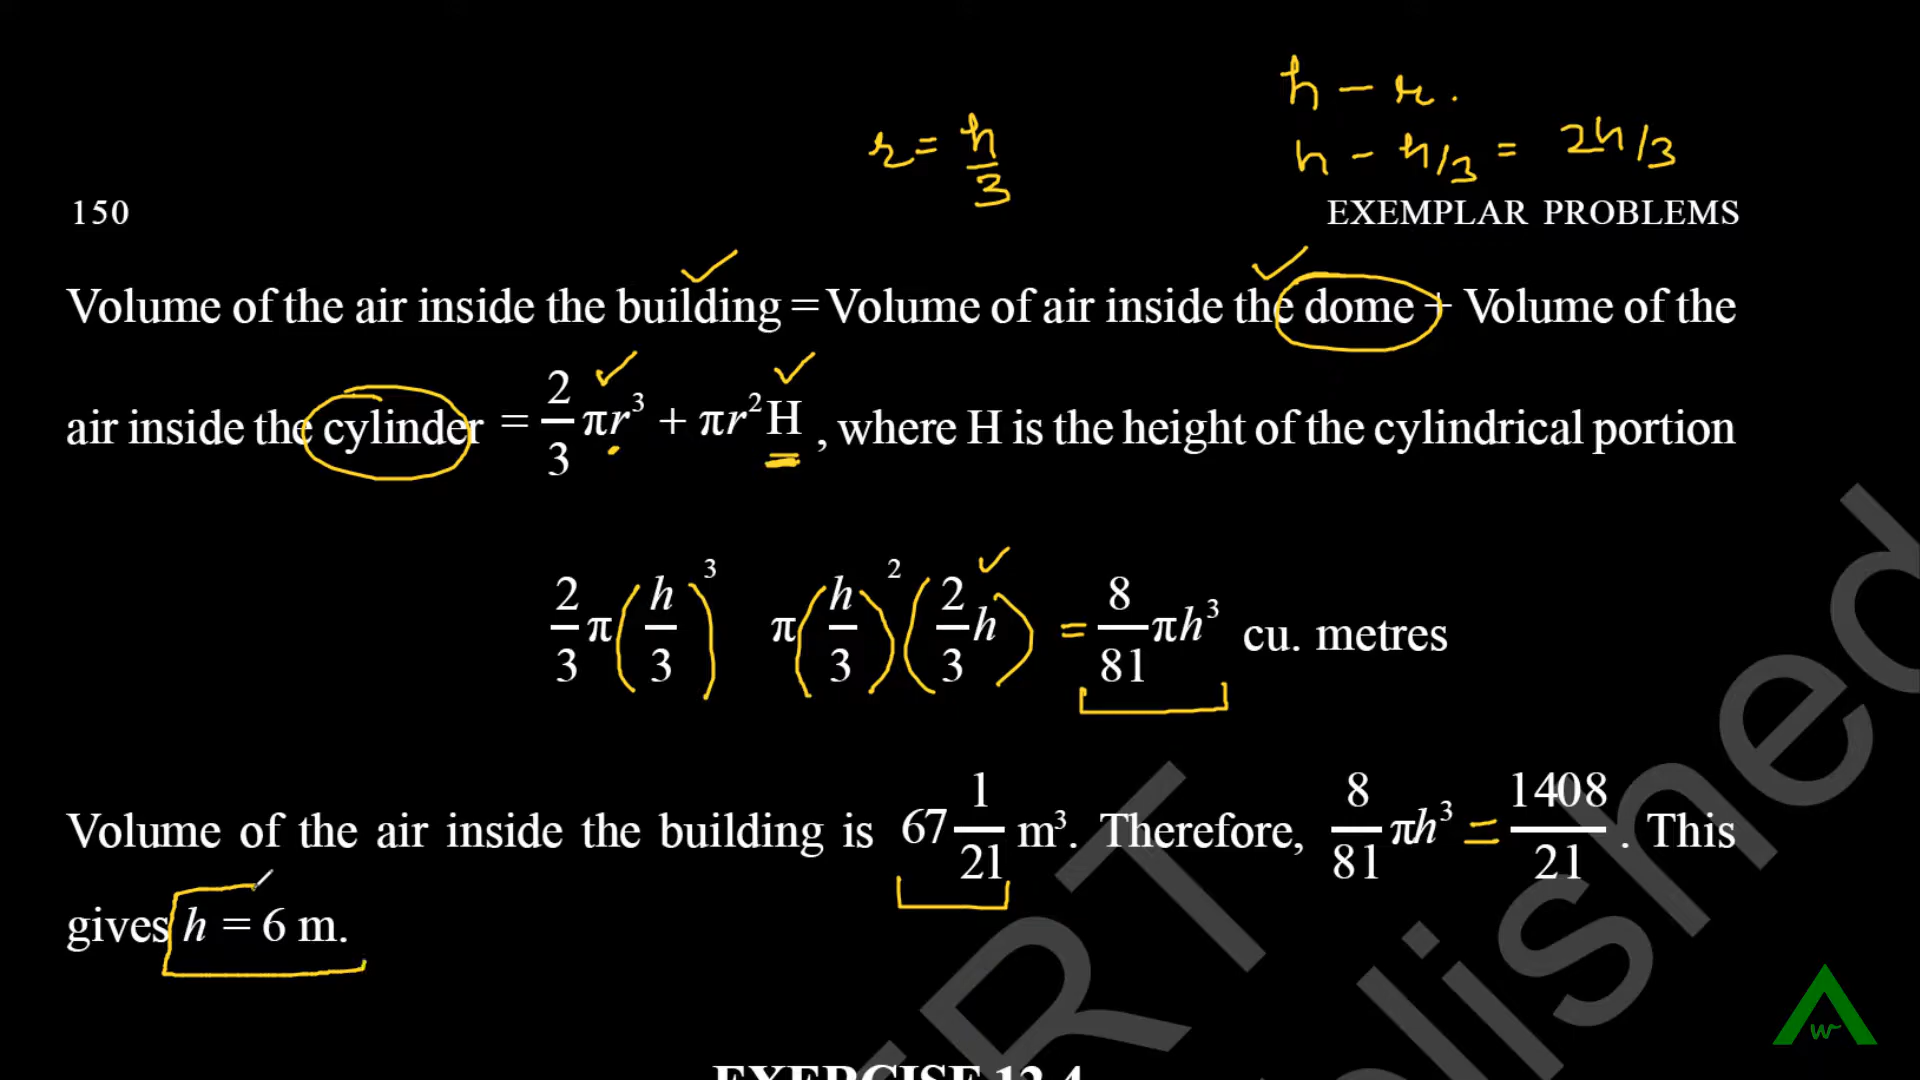 h - r.
r = h/3
h - h/3 = 2h/3
150 EXEMPLAR PROBLEMS
Volume of the air inside the building = Volume of air inside the dome + Volume of the
air inside the cylinder = 2/3 πr³ + πr²H , where H is the height of the cylindrical portion
2/3 π(h/3)³ π(h/3)² (2/3 h) = 8/81 πh³ cu. metres
Volume of the air inside the building is 67 1/21 m³. Therefore, 8/81 πh³ = 1408/21 . This
gives h = 6 m.
EXERCISE 12.4